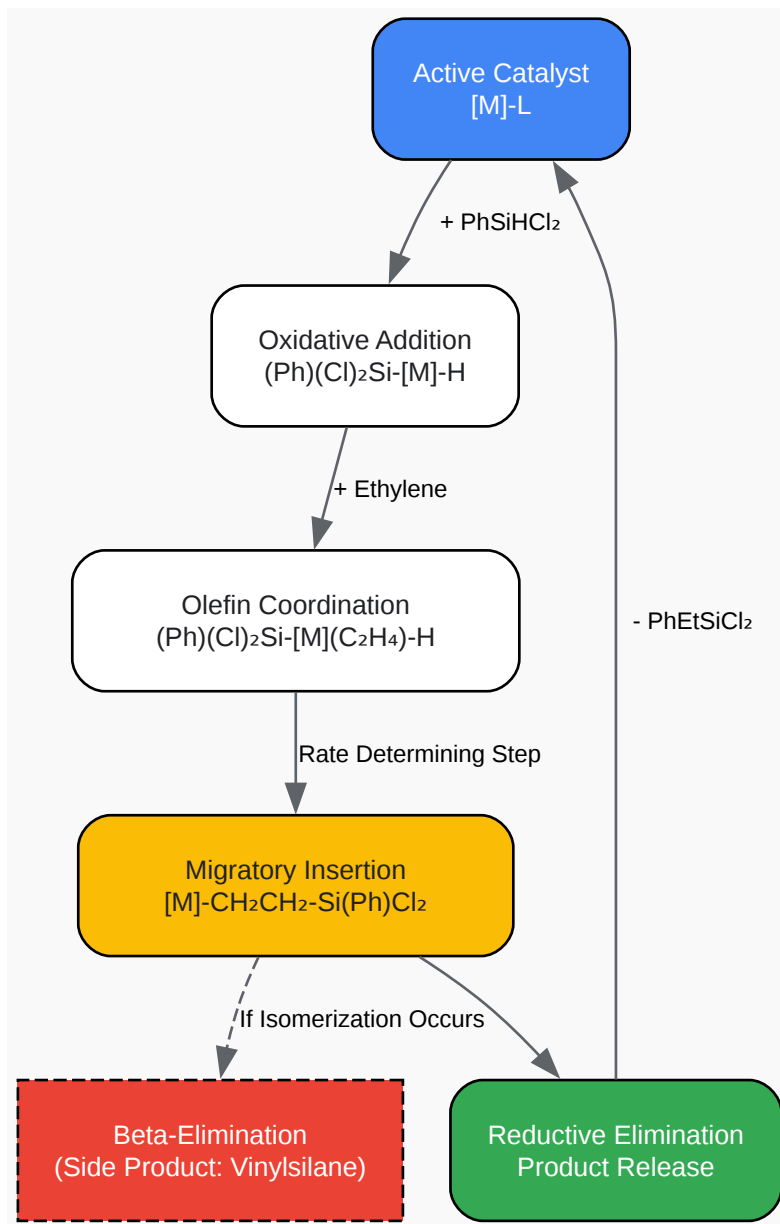 Active Catalyst
[M]-L
+ PhSiHCl₂
Oxidative Addition
(Ph)(Cl)₂Si-[M]-H
+ Ethylene
Olefin Coordination
(Ph)(Cl)₂Si-[M](C₂H₄)-H
- PhEtSiCl₂
Rate Determining Step
Migratory Insertion
[M]-CH₂CH₂-Si(Ph)Cl₂
If Isomerization Occurs
Beta-Elimination
(Side Product: Vinylsilane)
Reductive Elimination
Product Release